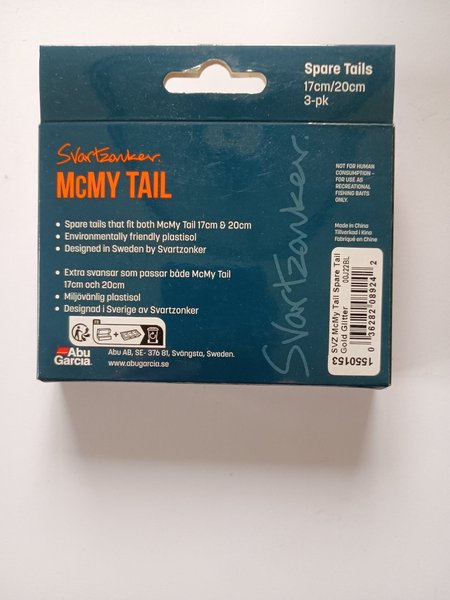 Spare Tails
17cm/20cm
3-pk
Svartzonker.
McMY TAIL
• Spare tails that fit both McMy Tail 17cm & 20cm
• Environmentally friendly plastisol
• Designed in Sweden by Svartzonker
• Extra svansar som passar både McMy Tail
17cm och 20cm
• Miljövänlig plastisol
• Designad i Sverige av Svartzonker
Abu
Garcia
Abu AB, SE- 376 81, Svängsta, Sweden.
www.abugarcia.se
Svartzonker.
NOT FOR HUMAN
CONSUMPTION –
FOR USE AS
RECREATIONAL
FISHING BAITS
ONLY.
Made in China
Tillverkad i Kina
Fabriqué en Chine
SVZ McMy Tail Spare Tail
Gold Glitter 00J22BL
0 36282 08924 2
1550153